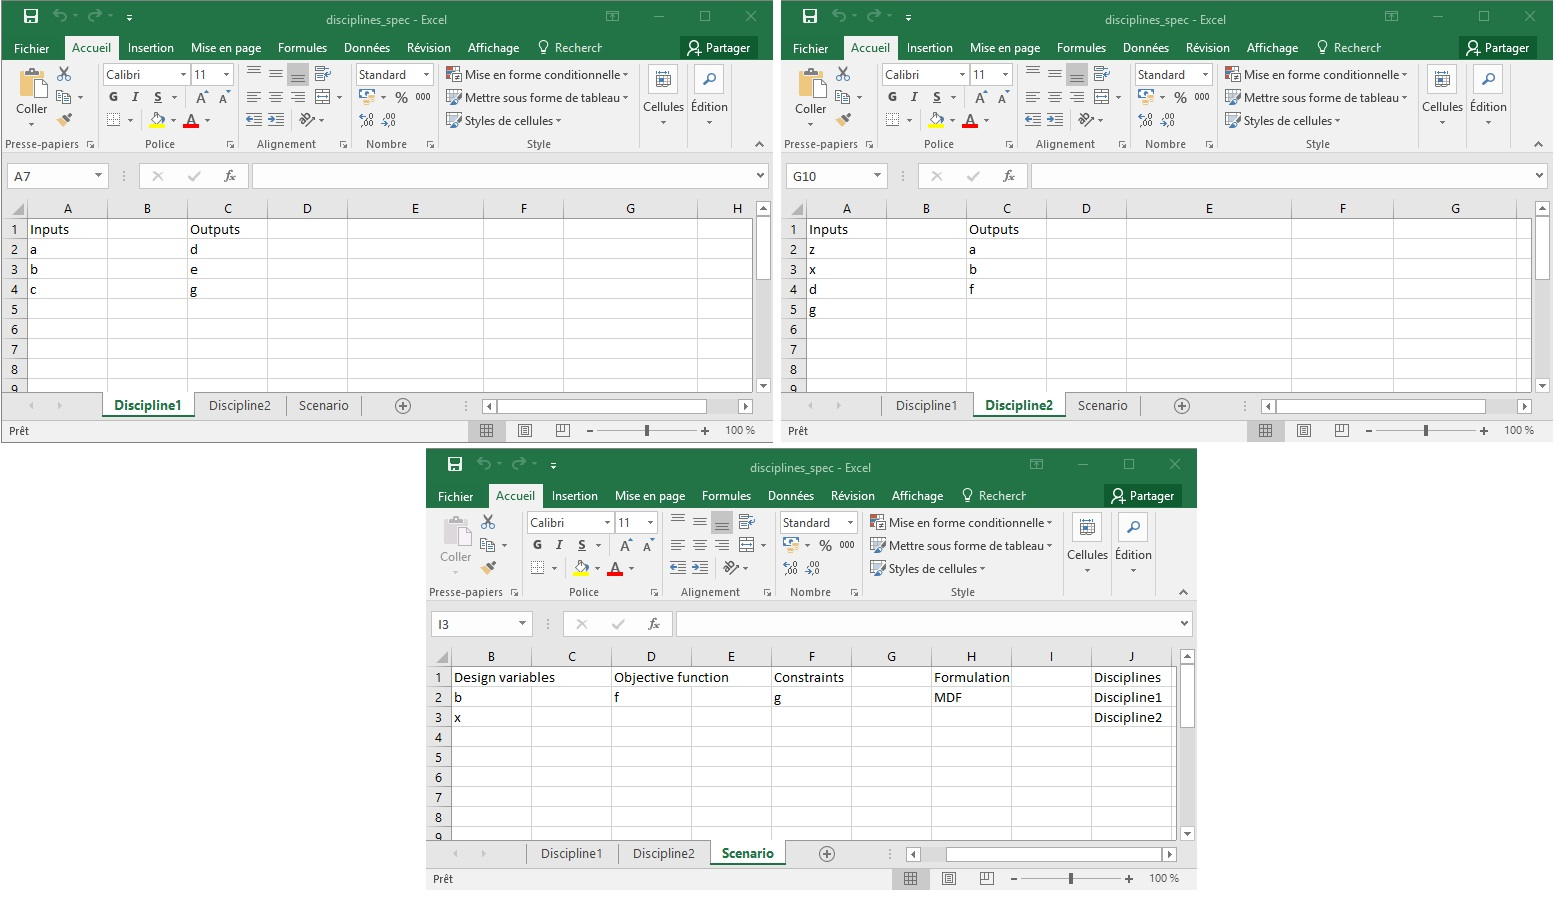 disciplines_spec - Excel
Fichier Accueil Insertion Mise en page Formules Données Révision Affichage Recherch Partager
Coller
Presse-papiers
Calibri 11
G I S A A
A
Police
Alignement
Standard
% 000
Nombre
Mise en forme conditionnelle
Mettre sous forme de tableau
Styles de cellules
Style
Cellules
Édition
A7 fx
A B C D E F G H
1 Inputs Outputs
2 a d
3 b e
4 c g
5
6
7
8
9
Discipline1 Discipline2 Scenario
Prêt 100 %
disciplines_spec - Excel
Fichier Accueil Insertion Mise en page Formules Données Révision Affichage Recherch Partager
Coller
Presse-papiers
Calibri 11
G I S A A
A
Police
Alignement
Standard
% 000
Nombre
Mise en forme conditionnelle
Mettre sous forme de tableau
Styles de cellules
Style
Cellules
Édition
G10 fx
A B C D E F G
1 Inputs Outputs
2 z a
3 x b
4 d f
5 g
6
7
8
9
Discipline1 Discipline2 Scenario
Prêt 100 %
disciplines_spec - Excel
Fichier Accueil Insertion Mise en page Formules Données Révision Affichage Recherch Partager
Coller
Presse-papiers
Calibri 11
G I S A A
A
Police
Alignement
Standard
% 000
Nombre
Mise en forme conditionnelle
Mettre sous forme de tableau
Styles de cellules
Style
Cellules
Édition
I3 fx
B C D E F G H I J
1 Design variables Objective function Constraints Formulation Disciplines
2 b f g MDF Discipline1
3 x Discipline2
4
5
6
7
8
9
Discipline1 Discipline2 Scenario
Prêt 100 %